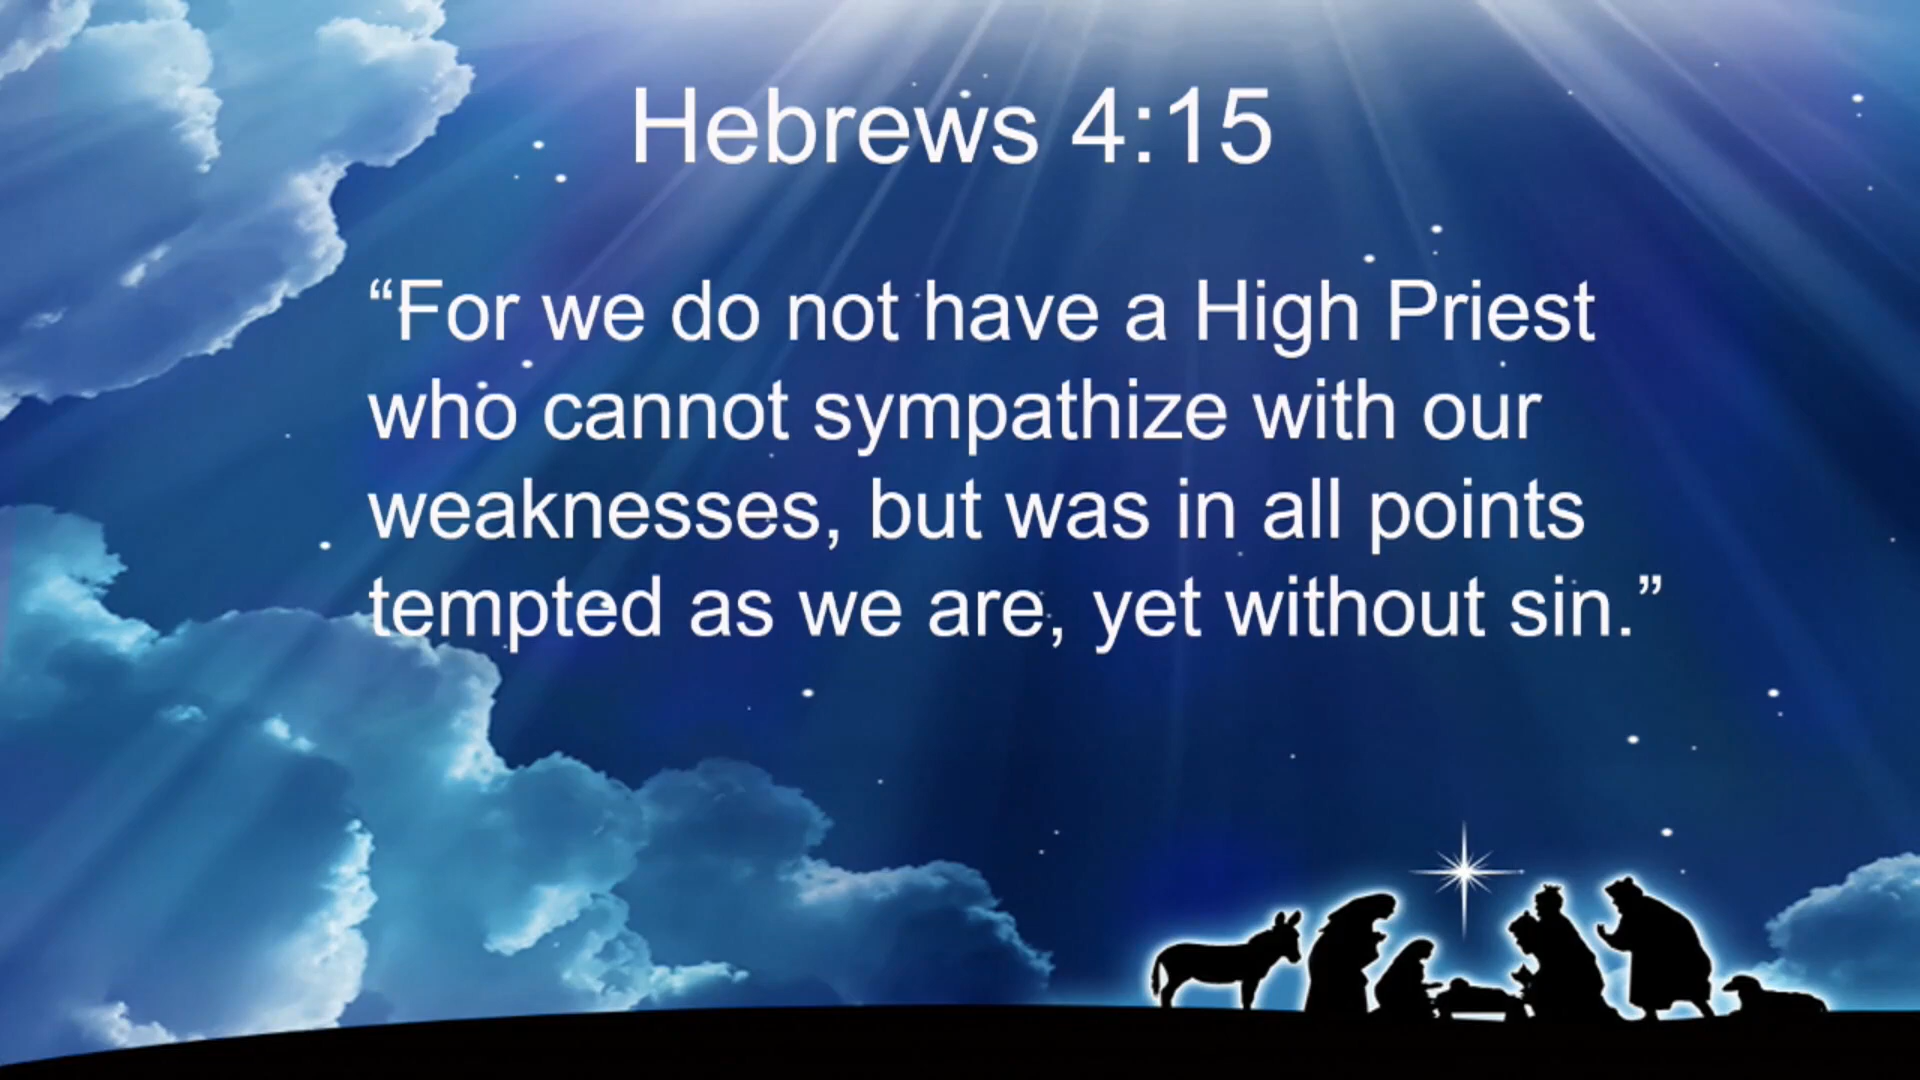 Hebrews 4:15
“For we do not have a High Priest
who cannot sympathize with our
weaknesses, but was in all points
tempted as we are, yet without sin.”